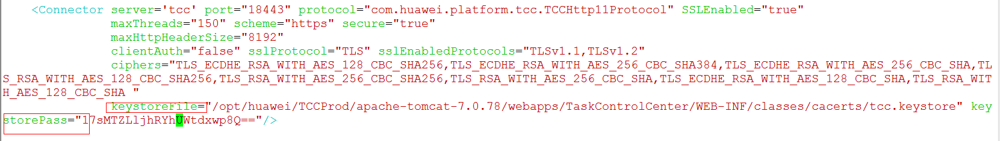 <Connector server='tcc' port="18443" protocol="com.huawei.platform.tcc.TCCHttp11Protocol" SSLEnabled="true"
maxThreads="150" scheme="https" secure="true"
maxHttpHeaderSize="8192"
clientAuth="false" sslProtocol="TLS" sslEnabledProtocols="TLSv1.1,TLSv1.2"
ciphers="TLS_ECDHE_RSA_WITH_AES_128_CBC_SHA256,TLS_ECDHE_RSA_WITH_AES_256_CBC_SHA384,TLS_ECDHE_RSA_WITH_AES_256_CBC_SHA,TL
S_RSA_WITH_AES_128_CBC_SHA256,TLS_RSA_WITH_AES_256_CBC_SHA256,TLS_RSA_WITH_AES_256_CBC_SHA,TLS_ECDHE_RSA_WITH_AES_128_CBC_SHA,TLS_RSA_WIT
H_AES_128_CBC_SHA "
keystoreFile="/opt/huawei/TCCProd/apache-tomcat-7.0.78/webapps/TaskControlCenter/WEB-INF/classes/cacerts/tcc.keystore" key
storePass="17sMTZLljhRYhUWtdxwp8Q=="/>